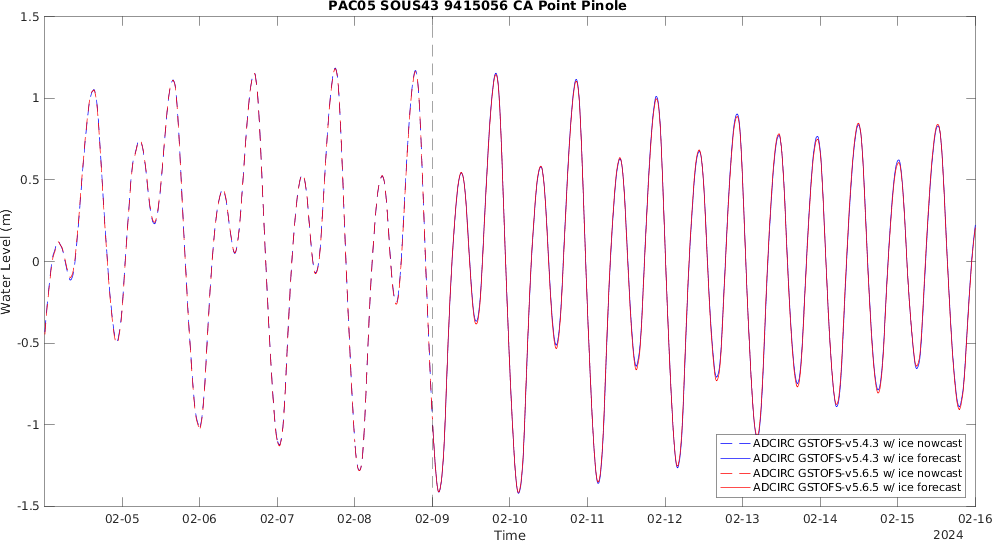 PAC05 SOUS43 9415056 CA Point Pinole
1.5
1
0.5
0
-0.5
-1
-1.5
Water Level (m)
ADCIRC GSTOFS-v5.4.3 w/ ice nowcast
ADCIRC GSTOFS-v5.4.3 w/ ice forecast
ADCIRC GSTOFS-v5.6.5 w/ ice nowcast
ADCIRC GSTOFS-v5.6.5 w/ ice forecast
02-05 02-06 02-07 02-08 02-09 02-10 02-11 02-12 02-13 02-14 02-15 02-16
Time
2024